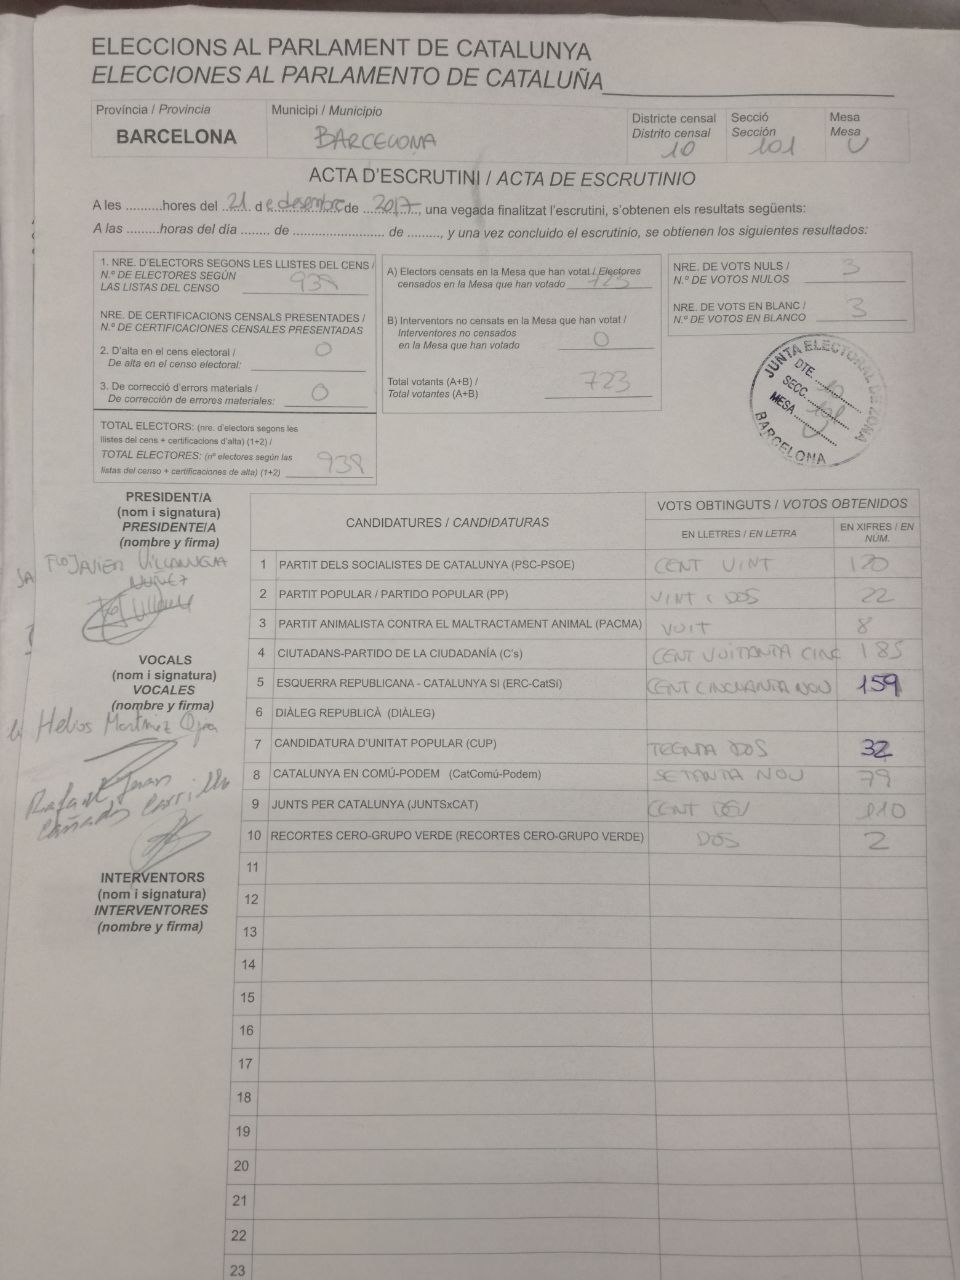 ELECCIONS AL PARLAMENT DE CATALUNYA
ELECCIONES AL PARLAMENTO DE CATALUÑA
Província / Provincia
BARCELONA
Municipi / Municipio
BARCELONA
Districte censal
Distrito censal
10
Secció
Sección
101
Mesa
Mesa
U
ACTA D'ESCRUTINI / ACTA DE ESCRUTINIO
A les ..........hores del 21 de desembre de 2017, una vegada finalitzat l'escrutini, s'obtenen els resultats següents:
A las .........horas del día ........ de ........................ de ........., y una vez concluido el escrutinio, se obtienen los siguientes resultados:
1. NRE. D'ELECTORS SEGONS LES LLISTES DEL CENS /
N.º DE ELECTORES SEGÚN
LAS LISTAS DEL CENSO 938
NRE. DE CERTIFICACIONS CENSALS PRESENTADES /
N.º DE CERTIFICACIONES CENSALES PRESENTADAS
2. D'alta en el cens electoral /
De alta en el censo electoral: 0
3. De correcció d'errors materials /
De corrección de errores materiales: 0
TOTAL ELECTORS: (nre. d'electors segons les
llistes del cens + certificacions d'alta) (1+2) /
TOTAL ELECTORES: (nº electores según las
listas del censo + certificaciones de alta) (1+2) 938
A) Electors censats en la Mesa que han votat / Electores
censados en la Mesa que han votado 723
B) Interventors no censats en la Mesa que han votat /
Interventores no censados
en la Mesa que han votado 0
Total votants (A+B) /
Total votantes (A+B) 723
NRE. DE VOTS NULS /
N.º DE VOTOS NULOS 3
NRE. DE VOTS EN BLANC /
N.º DE VOTOS EN BLANCO 3
JUNTA ELECTORAL DE ZONA
DTE. 10
SECC. 101
MESA U
BARCELONA
PRESIDENT/A
(nom i signatura)
PRESIDENTE/A
(nombre y firma)
VOCALS
(nom i signatura)
VOCALES
(nombre y firma)
Helios Martinez
Rafael Juan
INTERVENTORS
(nom i signatura)
INTERVENTORES
(nombre y firma)
CANDIDATURES / CANDIDATURAS
VOTS OBTINGUTS / VOTOS OBTENIDOS
EN LLETRES / EN LETRA
EN XIFRES / EN
NÚM.
1 PARTIT DELS SOCIALISTES DE CATALUNYA (PSC-PSOE) CENT VINT 120
2 PARTIT POPULAR / PARTIDO POPULAR (PP) VINT I DOS 22
3 PARTIT ANIMALISTA CONTRA EL MALTRACTAMENT ANIMAL (PACMA) VUIT 8
4 CIUTADANS-PARTIDO DE LA CIUDADANÍA (C's) CENT VUITANTA CINC 185
5 ESQUERRA REPUBLICANA - CATALUNYA SI (ERC-CatSí) CENT CINCUANTA NOU 159
6 DIÀLEG REPUBLICÀ (DIÀLEG)
7 CANDIDATURA D'UNITAT POPULAR (CUP) TEGNTA DOS 32
8 CATALUNYA EN COMÚ-PODEM (CatComú-Podem) SETANTA NOU 79
9 JUNTS PER CATALUNYA (JUNTSxCAT) CENT DEU 110
10 RECORTES CERO-GRUPO VERDE (RECORTES CERO-GRUPO VERDE) DOS 2
11
12
13
14
15
16
17
18
19
20
21
22
23